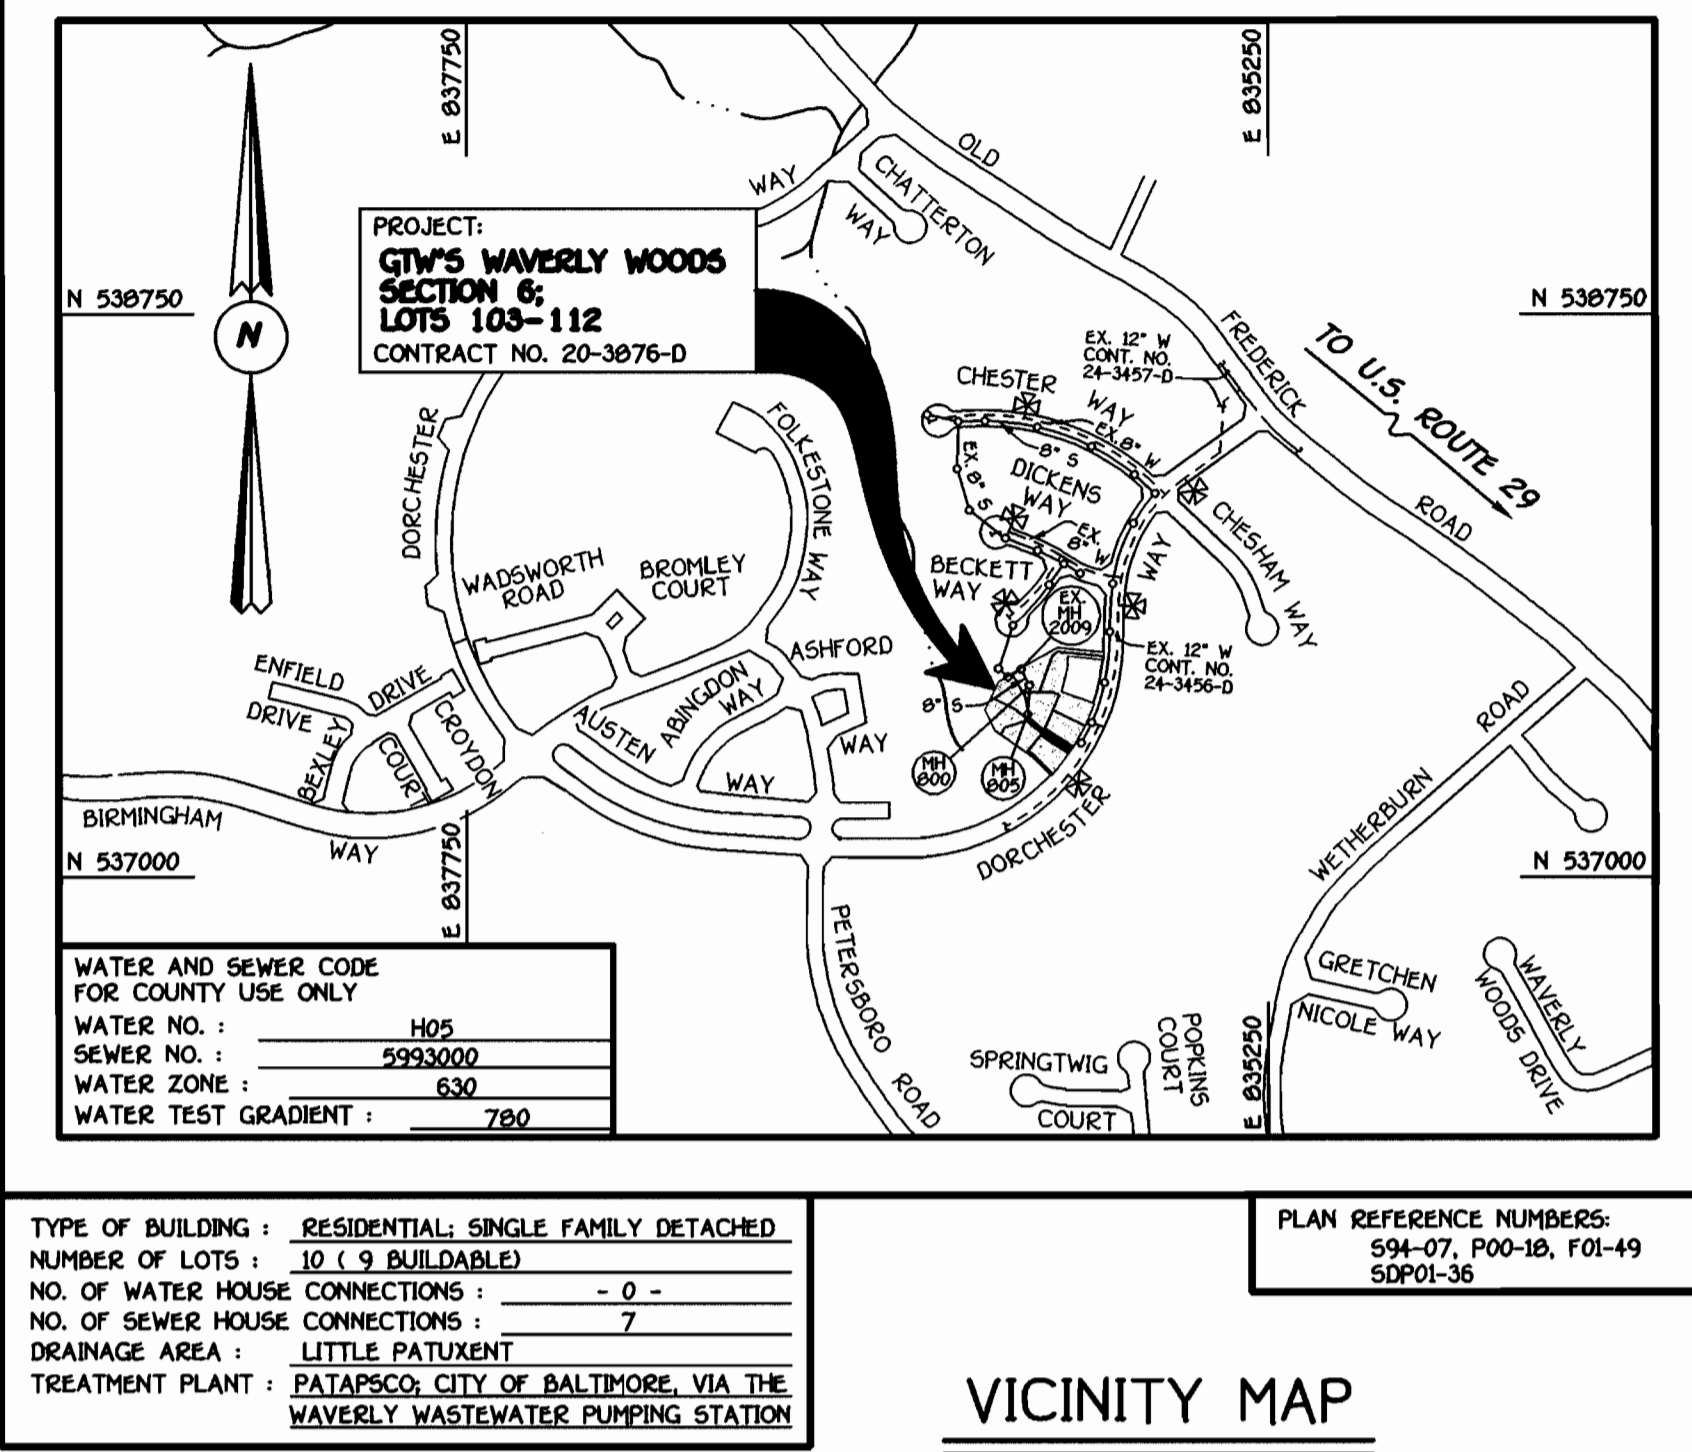 E 837750
E 835250
OLD
WAY
CHATTERTON
WAY
PROJECT:
GTW'S WAVERLY WOODS
SECTION 6;
LOTS 103-112
CONTRACT NO. 20-3876-D
N 538750
N 538750
N
FREDERICK
TO U.S. ROUTE 29
EX. 12" W
CONT. NO.
24-3457-D
CHESTER
WAY
EX. 8" W
8" S
EX. 8" S
DICKENS
WAY
EX.
8" W
DORCHESTER
FOLKESTONE WAY
ROAD
CHESHAM WAY
WAY
WADSWORTH
ROAD
BROMLEY
COURT
BECKETT
WAY
EX.
MH
2009
EX. 12" W
CONT. NO.
24-3456-D
ASHFORD
WAY
ENFIELD
DRIVE
DRIVE
BEXLEY
COURT
CROYDON
AUSTEN
WAY
ABINGDON
WAY
8" S
MH
800
MH
805
DORCHESTER
ROAD
WETHERBURN
BIRMINGHAM
WAY
N 537000
N 537000
E 837750
PETERSBORO ROAD
GRETCHEN
NICOLE WAY
WAVERLY
WOODS DRIVE
SPRINGTWIG
COURT
POPKINS
COURT
E 835250
WATER AND SEWER CODE
FOR COUNTY USE ONLY
WATER NO. : H05
SEWER NO. : 5993000
WATER ZONE : 630
WATER TEST GRADIENT : 780
TYPE OF BUILDING : RESIDENTIAL; SINGLE FAMILY DETACHED
NUMBER OF LOTS : 10 ( 9 BUILDABLE)
NO. OF WATER HOUSE CONNECTIONS : - 0 -
NO. OF SEWER HOUSE CONNECTIONS : 7
DRAINAGE AREA : LITTLE PATUXENT
TREATMENT PLANT : PATAPSCO; CITY OF BALTIMORE, VIA THE
WAVERLY WASTEWATER PUMPING STATION
PLAN REFERENCE NUMBERS:
S94-07, P00-18, F01-49
SDP01-36
VICINITY MAP